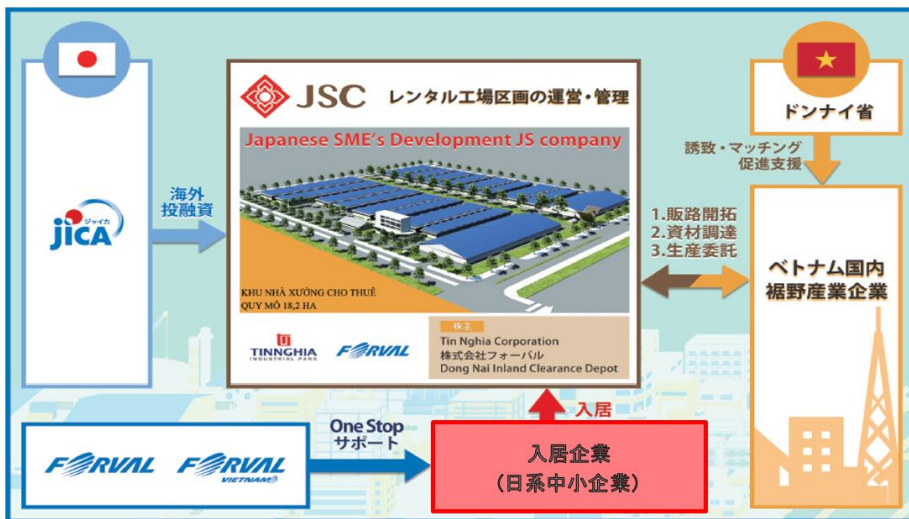 ジャイカ
JICA
海外
投融資
JSC レンタル工場区画の運営・管理
Japanese SME's Development JS company
KHU NHÀ XƯỞNG CHO THUÊ
QUY MÔ 18,2 HA
TINNGHIA
INDUSTRIAL PARK
FORVAL
株主
Tin Nghia Corporation
株式会社フォーバル
Dong Nai Inland Clearance Depot
ドンナイ省
誘致・マッチング
促進支援
1.販路開拓
2.資材調達
3.生産委託
ベトナム国内
裾野産業企業
入居
FORVAL
FORVAL
VIETNAM
One Stop
サポート
入居企業
(日系中小企業)